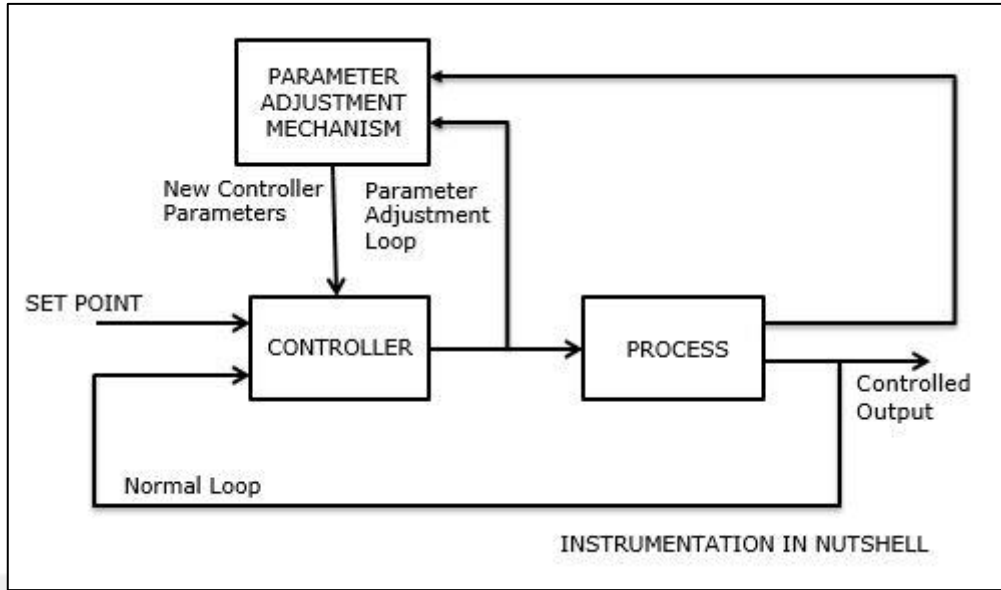 PARAMETER
ADJUSTMENT
MECHANISM
New Controller
Parameters
Parameter
Adjustment
Loop
SET POINT
CONTROLLER
PROCESS
Controlled
Output
Normal Loop
INSTRUMENTATION IN NUTSHELL